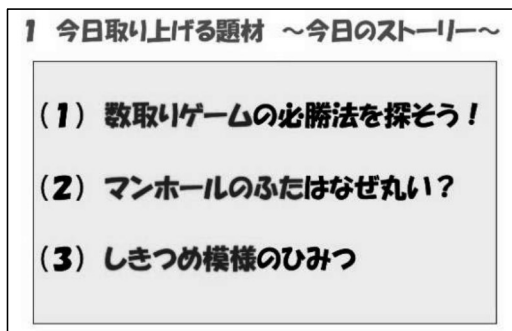 1 今日取り上げる題材 ～今日のストーリー～
（1）数取りゲームの必勝法を探そう！
（2）マンホールのふたはなぜ丸い？
（3）しきつめ模様のひみつ